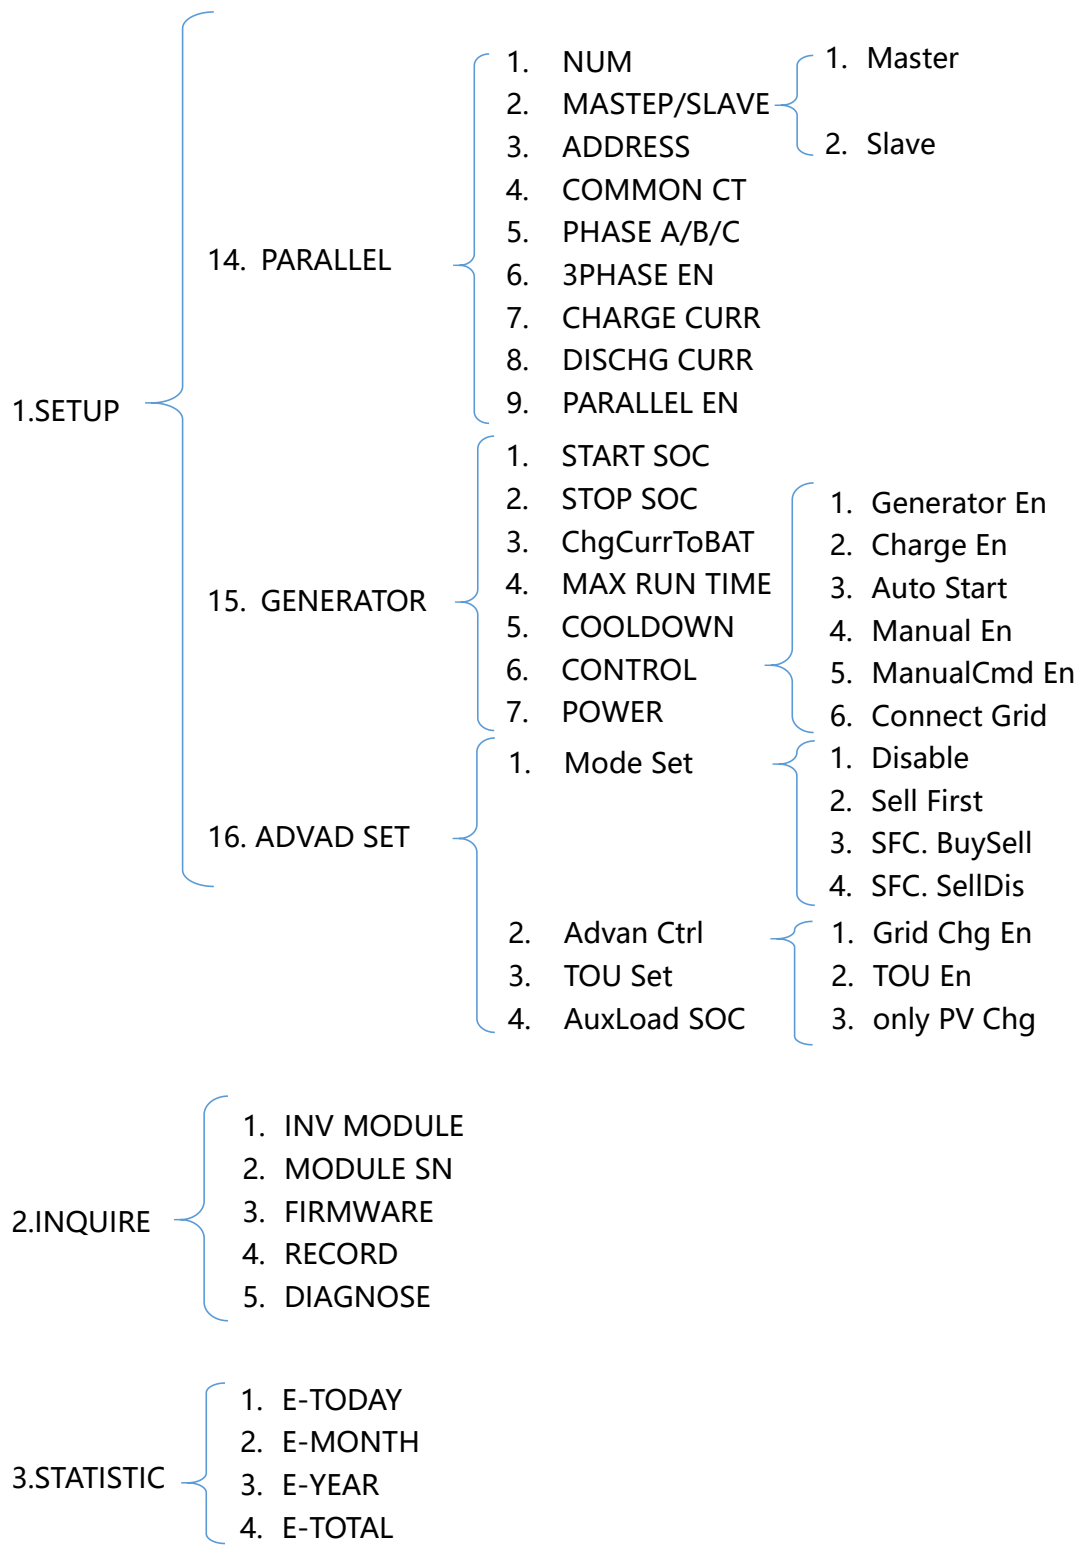 1.SETUP
14. PARALLEL
1. NUM
2. MASTEP/SLAVE
1. Master
2. Slave
3. ADDRESS
4. COMMON CT
5. PHASE A/B/C
6. 3PHASE EN
7. CHARGE CURR
8. DISCHG CURR
9. PARALLEL EN
15. GENERATOR
1. START SOC
2. STOP SOC
3. ChgCurrToBAT
4. MAX RUN TIME
5. COOLDOWN
6. CONTROL
1. Generator En
2. Charge En
3. Auto Start
4. Manual En
5. ManualCmd En
6. Connect Grid
7. POWER
16. ADVAD SET
1. Mode Set
1. Disable
2. Sell First
3. SFC. BuySell
4. SFC. SellDis
2. Advan Ctrl
1. Grid Chg En
2. TOU En
3. only PV Chg
3. TOU Set
4. AuxLoad SOC
2.INQUIRE
1. INV MODULE
2. MODULE SN
3. FIRMWARE
4. RECORD
5. DIAGNOSE
3.STATISTIC
1. E-TODAY
2. E-MONTH
3. E-YEAR
4. E-TOTAL